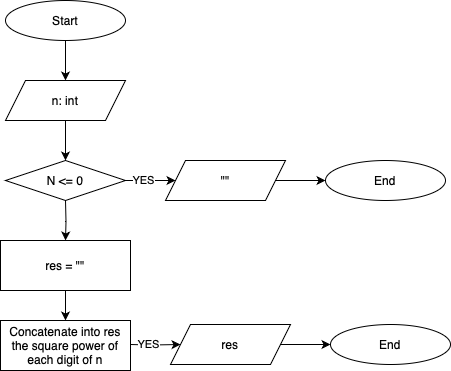 Start
n: int
N <= 0
YES
""
End
res = ""
Concatenate into res
the square power of
each digit of n
YES
res
End